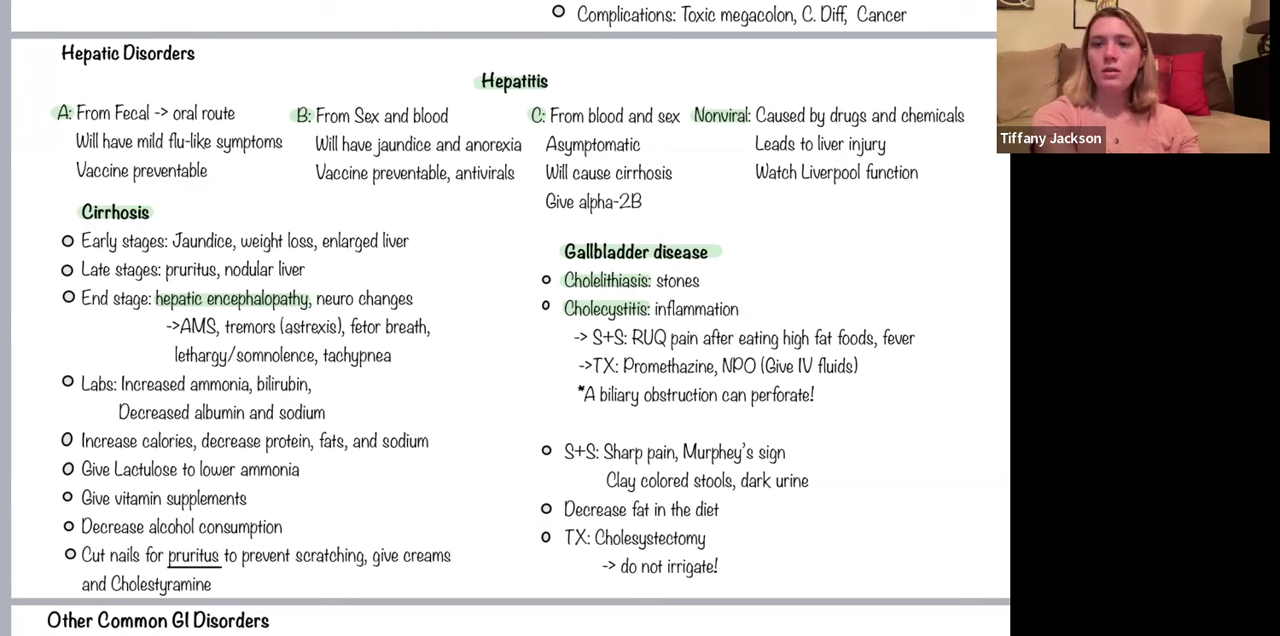 Complications: Toxic megacolon, C. Diff, Cancer
Hepatic Disorders
Hepatitis
A: From Fecal -> oral route
Will have mild flu-like symptoms
Vaccine preventable
B: From Sex and blood
Will have jaundice and anorexia
Vaccine preventable, antivirals
C: From blood and sex
Asymptomatic
Will cause cirrhosis
Give alpha-2B
Nonviral: Caused by drugs and chemicals
Leads to liver injury
Watch Liverpool function
Cirrhosis
Early stages: Jaundice, weight loss, enlarged liver
Late stages: pruritus, nodular liver
End stage: hepatic encephalopathy, neuro changes
->AMS, tremors (astrexis), fetor breath,
lethargy/somnolence, tachypnea
Labs: Increased ammonia, bilirubin,
Decreased albumin and sodium
Increase calories, decrease protein, fats, and sodium
Give Lactulose to lower ammonia
Give vitamin supplements
Decrease alcohol consumption
Cut nails for pruritus to prevent scratching, give creams
and Cholestyramine
Gallbladder disease
Cholelithiasis: stones
Cholecystitis: inflammation
-> S+S: RUQ pain after eating high fat foods, fever
->TX: Promethazine, NPO (Give IV fluids)
*A biliary obstruction can perforate!
S+S: Sharp pain, Murphey's sign
Clay colored stools, dark urine
Decrease fat in the diet
TX: Cholesystectomy
-> do not irrigate!
Other Common GI Disorders
Tiffany Jackson